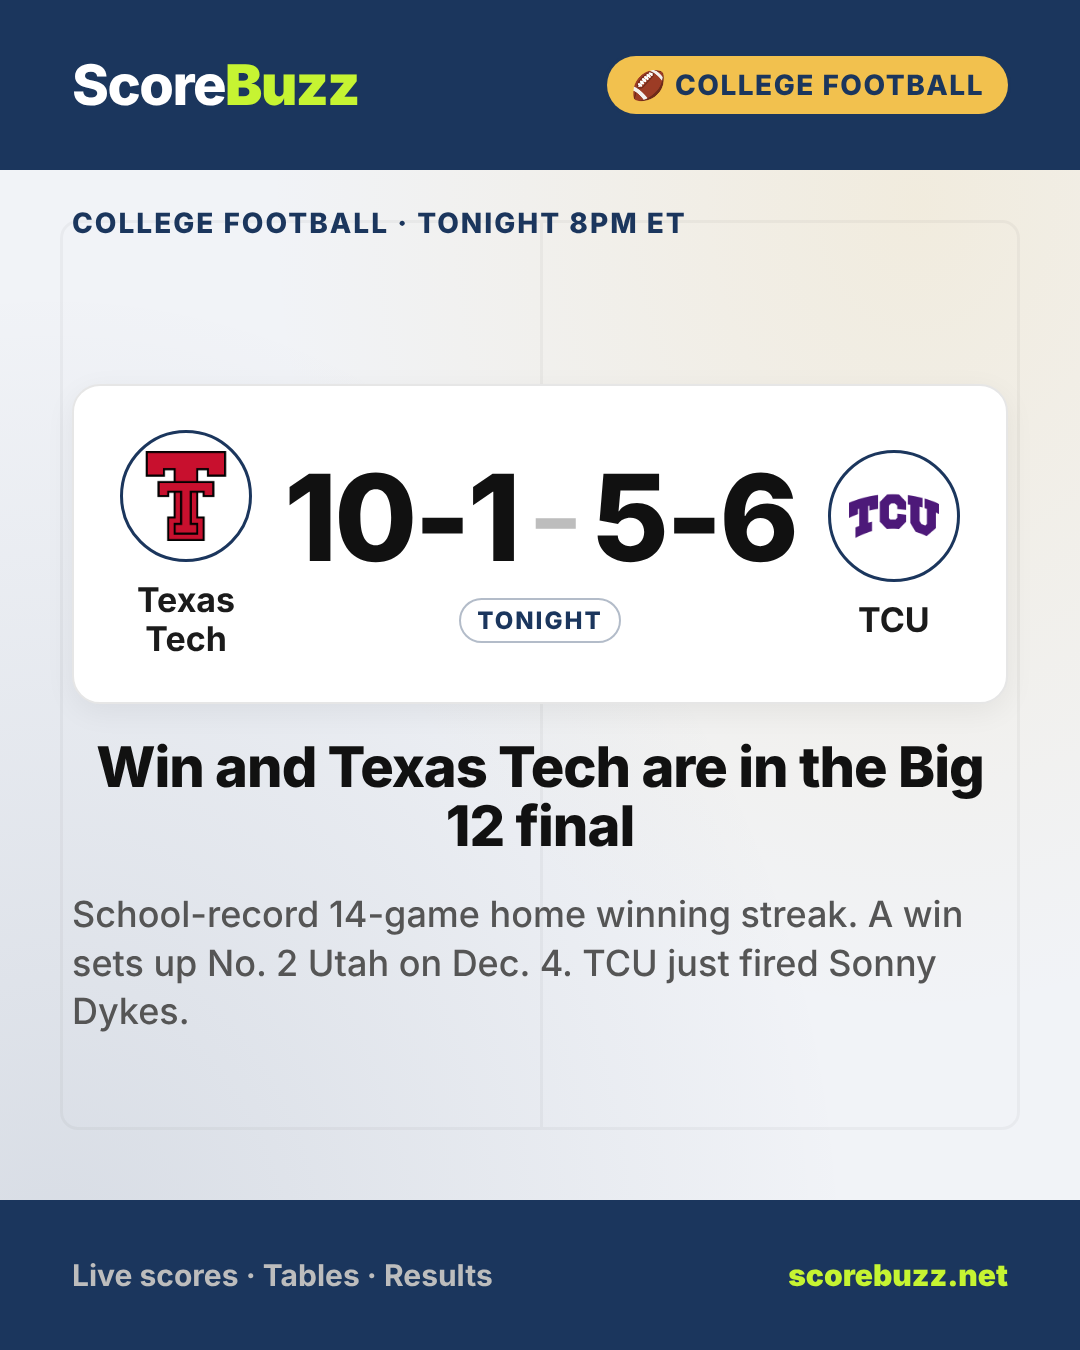 ScoreBuzz
🏈 COLLEGE FOOTBALL
COLLEGE FOOTBALL · TONIGHT 8PM ET
10-1 – 5-6
TCU
Texas
Tech
TONIGHT
TCU
Win and Texas Tech are in the Big
12 final
School-record 14-game home winning streak. A win
sets up No. 2 Utah on Dec. 4. TCU just fired Sonny
Dykes.
Live scores · Tables · Results
scorebuzz.net